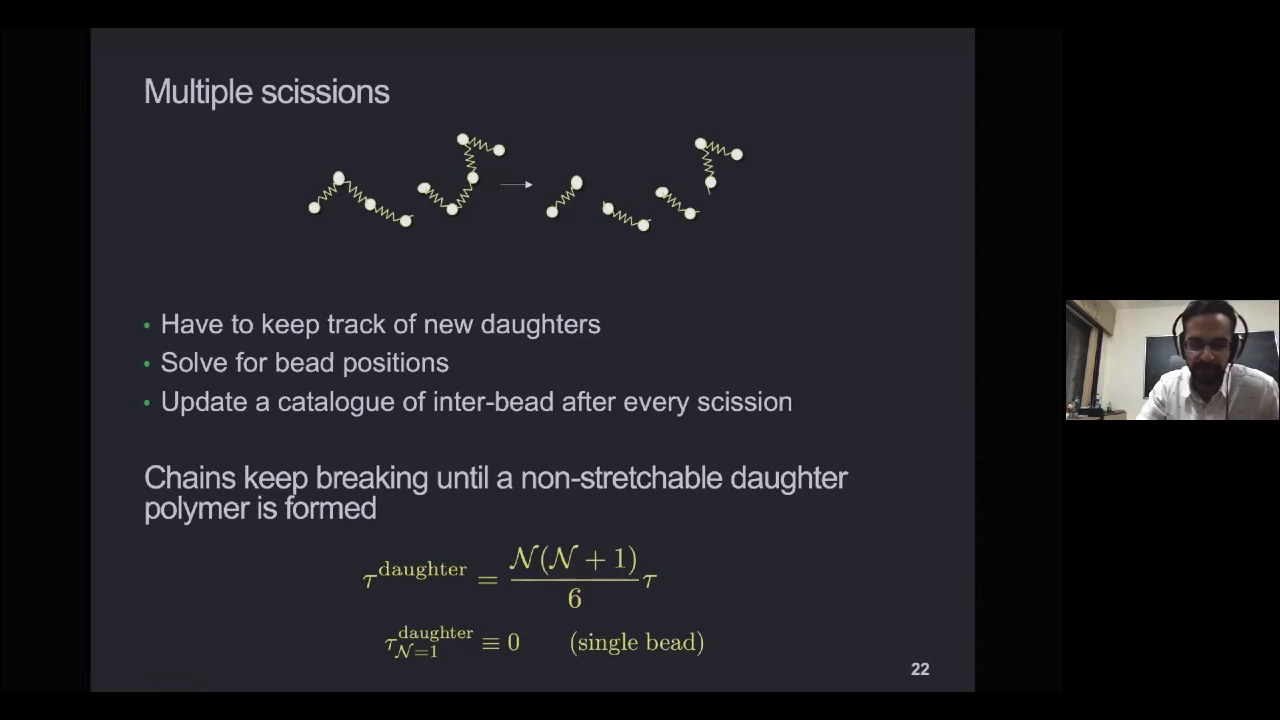 Multiple scissions
• Have to keep track of new daughters
• Solve for bead positions
• Update a catalogue of inter-bead after every scission
Chains keep breaking until a non-stretchable daughter
polymer is formed
τ^daughter = 𝒩(𝒩 + 1)/6 τ
τ^daughter_𝒩=1 ≡ 0 (single bead)
22